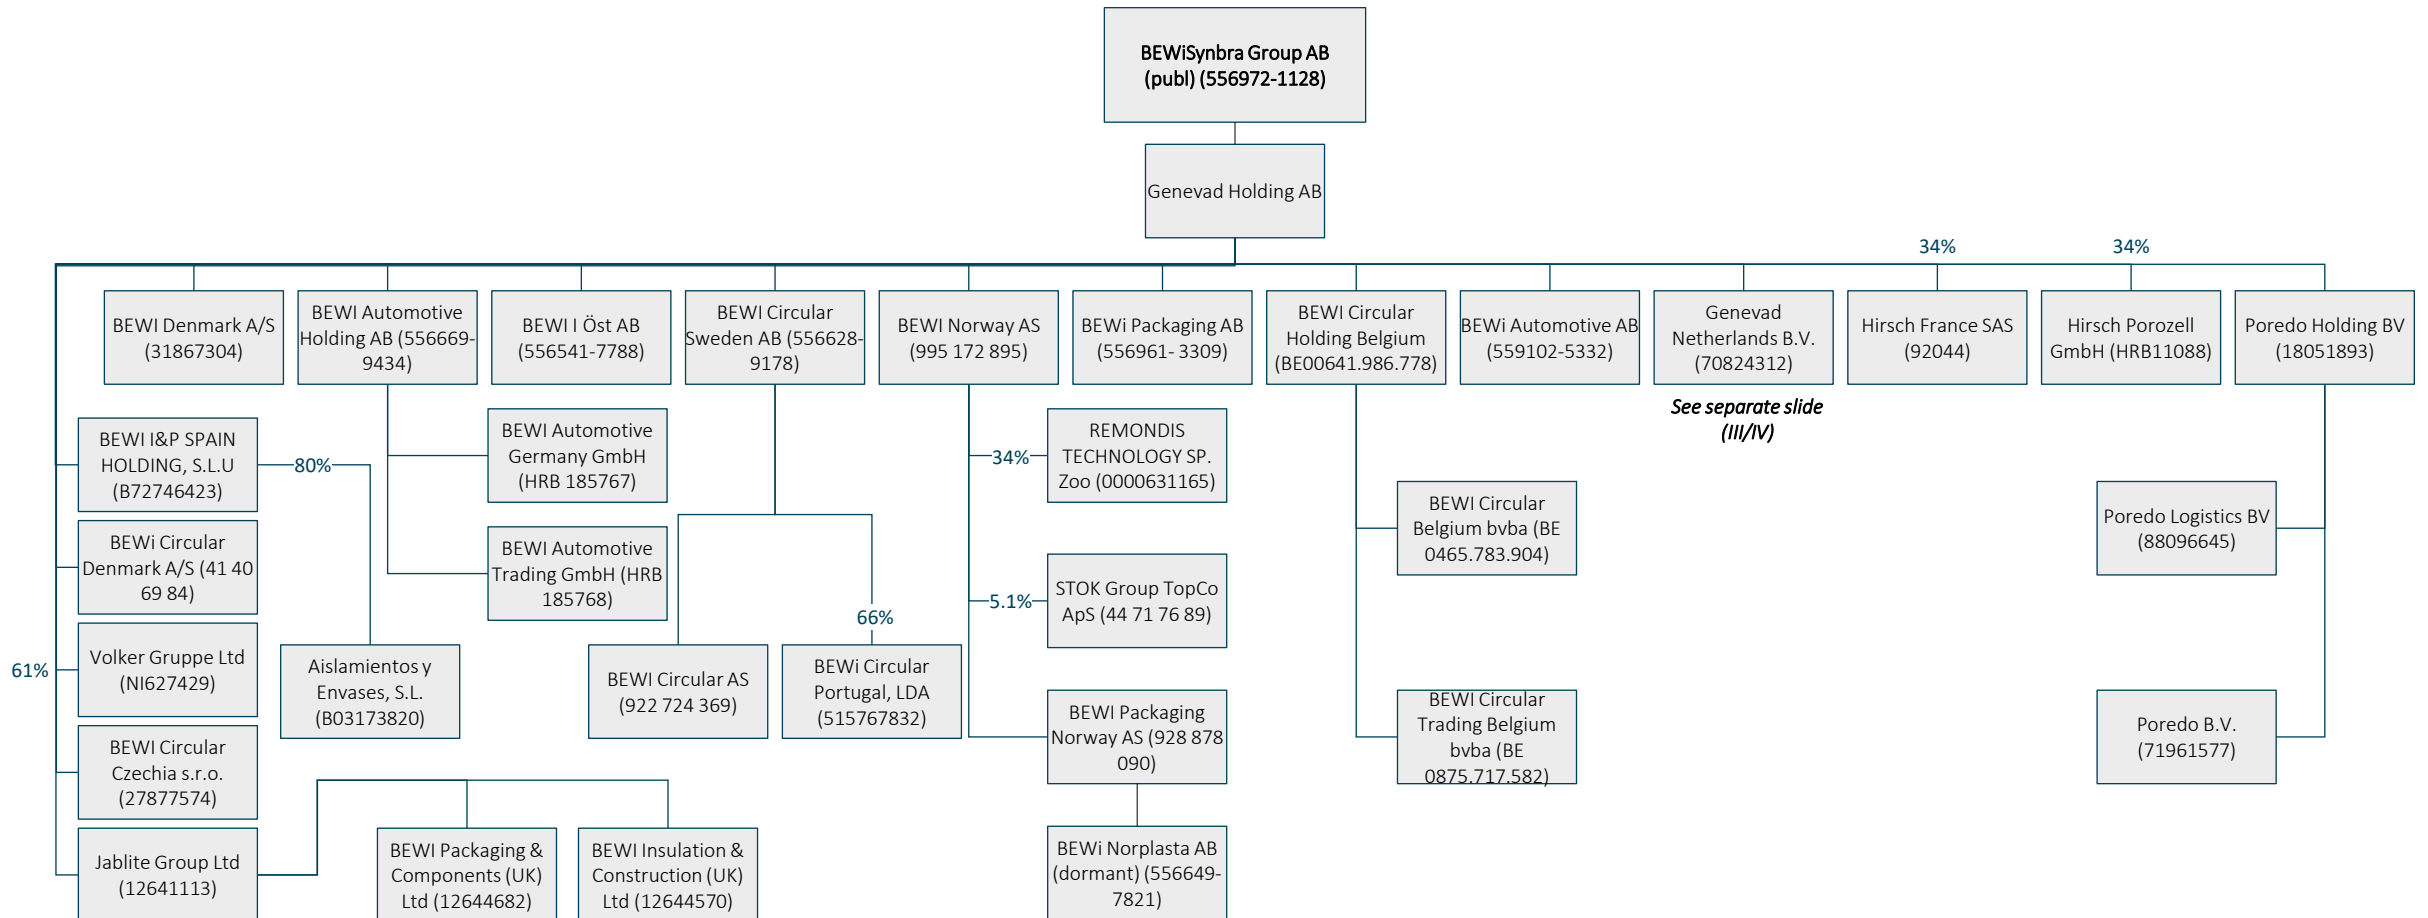 BEWiSynbra Group AB
(publ) (556972-1128)
Genevad Holding AB
34%
34%
BEWI Denmark A/S
(31867304)
BEWI Automotive
Holding AB (556669-
9434)
BEWI I Öst AB
(556541-7788)
BEWI Circular
Sweden AB (556628-
9178)
BEWI Norway AS
(995 172 895)
BEWi Packaging AB
(556961- 3309)
BEWI Circular
Holding Belgium
(BE00641.986.778)
BEWi Automotive AB
(559102-5332)
Genevad
Netherlands B.V.
(70824312)
Hirsch France SAS
(92044)
Hirsch Porozell
GmbH (HRB11088)
Poredo Holding BV
(18051893)
See separate slide
(III/IV)
BEWI I&P SPAIN
HOLDING, S.L.U
(B72746423)
80%
BEWI Automotive
Germany GmbH
(HRB 185767)
34%
REMONDIS
TECHNOLOGY SP.
Zoo (0000631165)
BEWI Circular
Belgium bvba (BE
0465.783.904)
Poredo Logistics BV
(88096645)
BEWi Circular
Denmark A/S (41 40
69 84)
BEWI Automotive
Trading GmbH (HRB
185768)
5.1%
STOK Group TopCo
ApS (44 71 76 89)
66%
61%
Volker Gruppe Ltd
(NI627429)
Aislamientos y
Envases, S.L.
(B03173820)
BEWI Circular AS
(922 724 369)
BEWi Circular
Portugal, LDA
(515767832)
BEWI Packaging
Norway AS (928 878
090)
BEWI Circular
Trading Belgium
bvba (BE
0875.717.582)
Poredo B.V.
(71961577)
BEWI Circular
Czechia s.r.o.
(27877574)
Jablite Group Ltd
(12641113)
BEWI Packaging &
Components (UK)
Ltd (12644682)
BEWI Insulation &
Construction (UK)
Ltd (12644570)
BEWi Norplasta AB
(dormant) (556649-
7821)